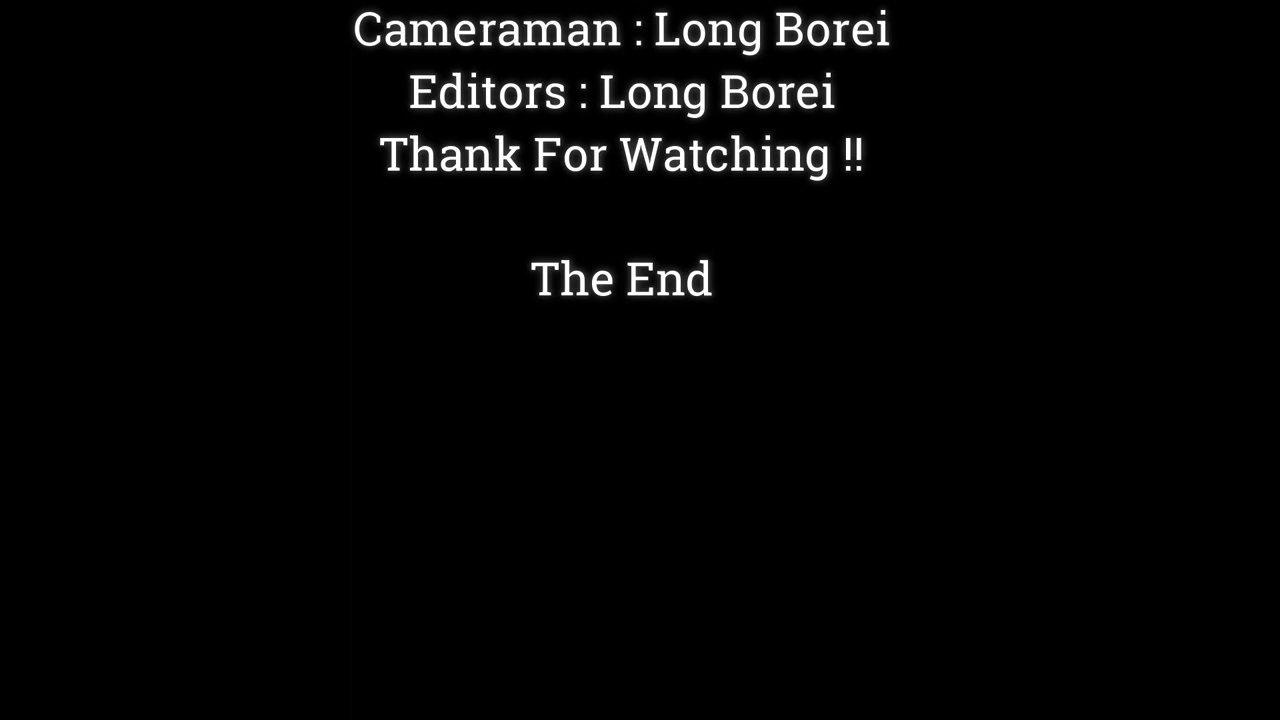 Cameraman : Long Borei
Editors : Long Borei
Thank For Watching !!
The End